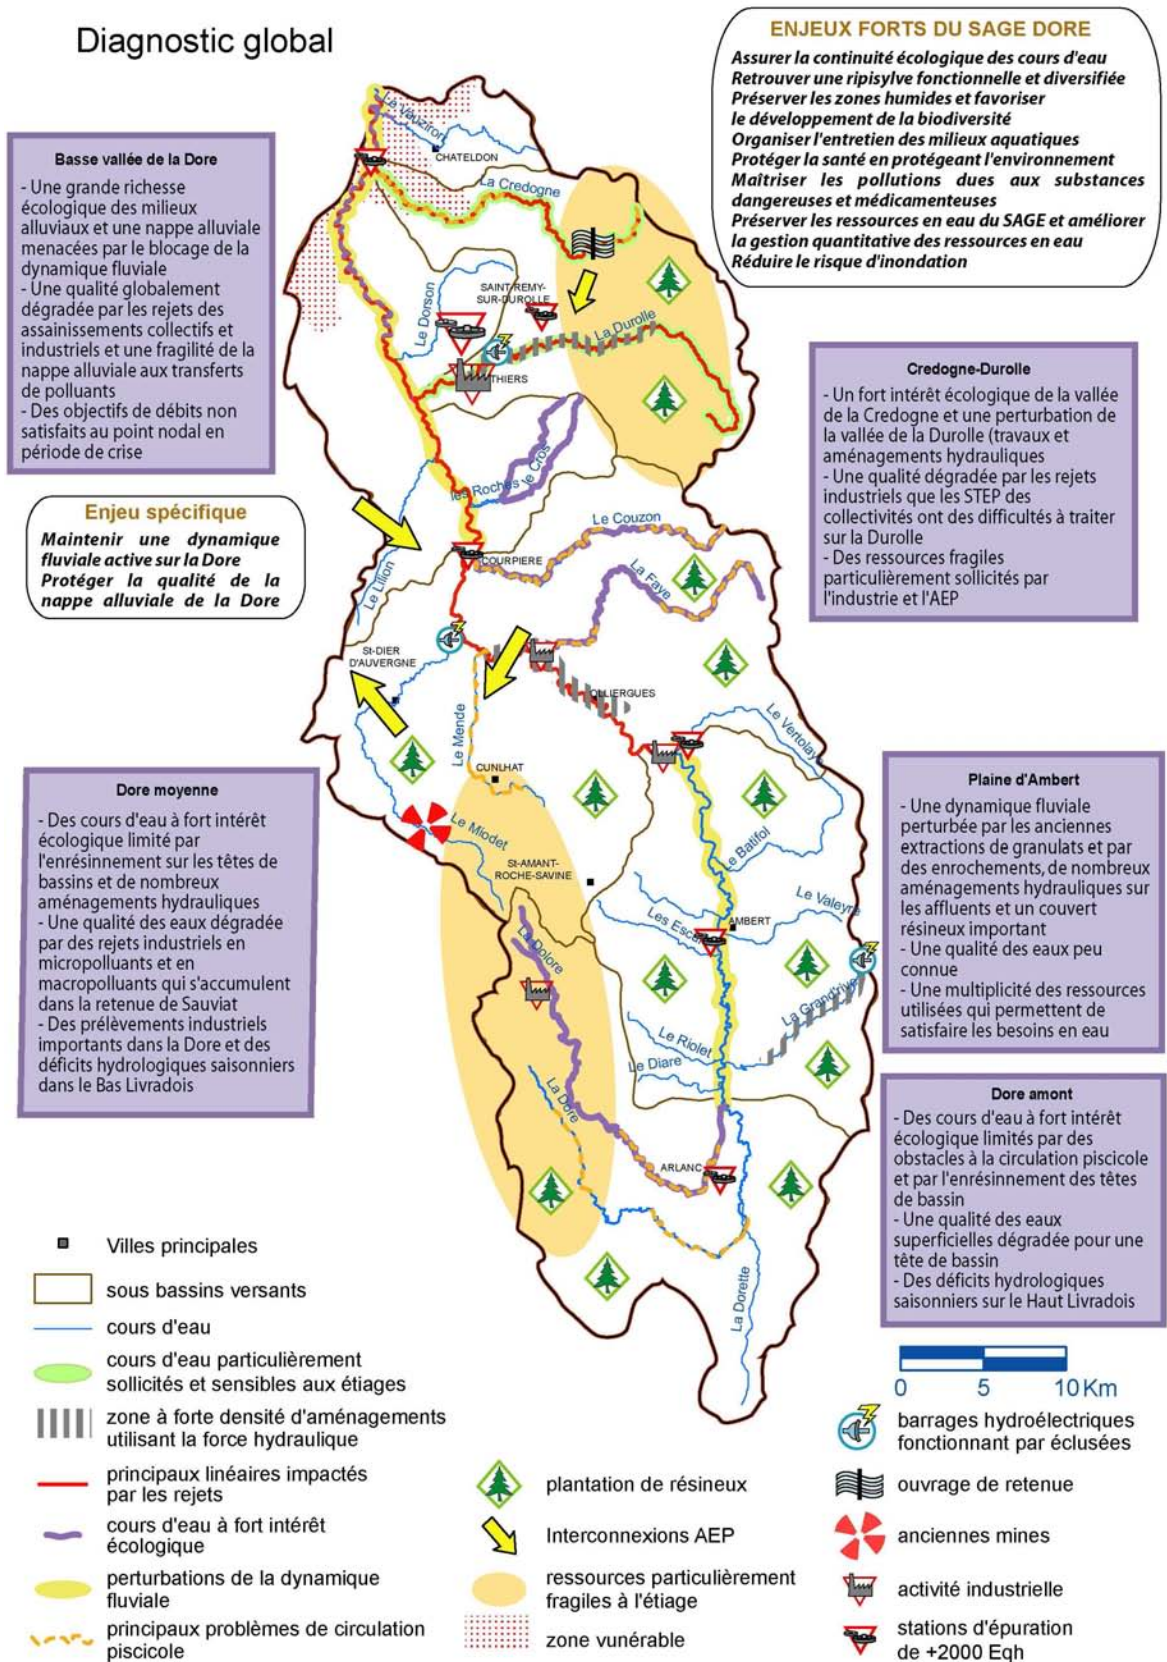 Diagnostic global
ENJEUX FORTS DU SAGE DORE
Assurer la continuité écologique des cours d'eau
Retrouver une ripisylve fonctionnelle et diversifiée
Préserver les zones humides et favoriser
le développement de la biodiversité
Organiser l'entretien des milieux aquatiques
Protéger la santé en protégeant l'environnement
Maîtriser les pollutions dues aux substances
dangereuses et médicamenteuses
Préserver les ressources en eau du SAGE et améliorer
la gestion quantitative des ressources en eau
Réduire le risque d'inondation
Basse vallée de la Dore
- Une grande richesse
écologique des milieux
alluviaux et une nappe alluviale
menacées par le blocage de la
dynamique fluviale
- Une qualité globalement
dégradée par les rejets des
assainissements collectifs et
industriels et une fragilité de la
nappe alluviale aux transferts
de polluants
- Des objectifs de débits non
satisfaits au point nodal en
période de crise
Enjeu spécifique
Maintenir une dynamique
fluviale active sur la Dore
Protéger la qualité de la
nappe alluviale de la Dore
Credogne-Durolle
- Un fort intérêt écologique de la vallée
de la Credogne et une perturbation de
la vallée de la Durolle (travaux et
aménagements hydrauliques
- Une qualité dégradée par les rejets
industriels que les STEP des
collectivités ont des difficultés à traiter
sur la Durolle
- Des ressources fragiles
particulièrement sollicités par
l'industrie et l'AEP
Le Vauziron
CHATELDON
La Credogne
SAINT-REMY-
SUR-DUROLLE
Le Dorson
La Durolle
THIERS
les Roches
le Cros
Le Couzon
COURPIERE
La Faye
Le Lilion
St-DIER
D'AUVERGNE
OLLIERGUES
Le Mende
Le Vertolaye
CUNLHAT
Le Miodet
Le Batifol
St-AMANT-
ROCHE-SAVINE
Le Valeyre
Les Escures
AMBERT
La Dolore
La Grand'rive
Le Riolet
Le Diare
La Dore
ARLANC
La Dorette
Dore moyenne
- Des cours d'eau à fort intérêt
écologique limité par
l'enrésinnement sur les têtes de
bassins et de nombreux
aménagements hydrauliques
- Une qualité des eaux dégradée
par des rejets industriels en
micropolluants et en
macropolluants qui s'accumulent
dans la retenue de Sauviat
- Des prélèvements industriels
importants dans la Dore et des
déficits hydrologiques saisonniers
dans le Bas Livradois
Plaine d'Ambert
- Une dynamique fluviale
perturbée par les anciennes
extractions de granulats et par
des enrochements, de nombreux
aménagements hydrauliques sur
les affluents et un couvert
résineux important
- Une qualité des eaux peu
connue
- Une multiplicité des ressources
utilisées qui permettent de
satisfaire les besoins en eau
Dore amont
- Des cours d'eau à fort intérêt
écologique limités par des
obstacles à la circulation piscicole
et par l'enrésinnement des têtes
de bassin
- Une qualité des eaux
superficielles dégradée pour une
tête de bassin
- Des déficits hydrologiques
saisonniers sur le Haut Livradois
0 5 10 Km
Villes principales
sous bassins versants
cours d'eau
cours d'eau particulièrement
sollicités et sensibles aux étiages
zone à forte densité d'aménagements
utilisant la force hydraulique
principaux linéaires impactés
par les rejets
cours d'eau à fort intérêt
écologique
perturbations de la dynamique
fluviale
principaux problèmes de circulation
piscicole
plantation de résineux
Interconnexions AEP
ressources particulièrement
fragiles à l'étiage
zone vunérable
barrages hydroélectriques
fonctionnant par éclusées
ouvrage de retenue
anciennes mines
activité industrielle
stations d'épuration
de +2000 Eqh